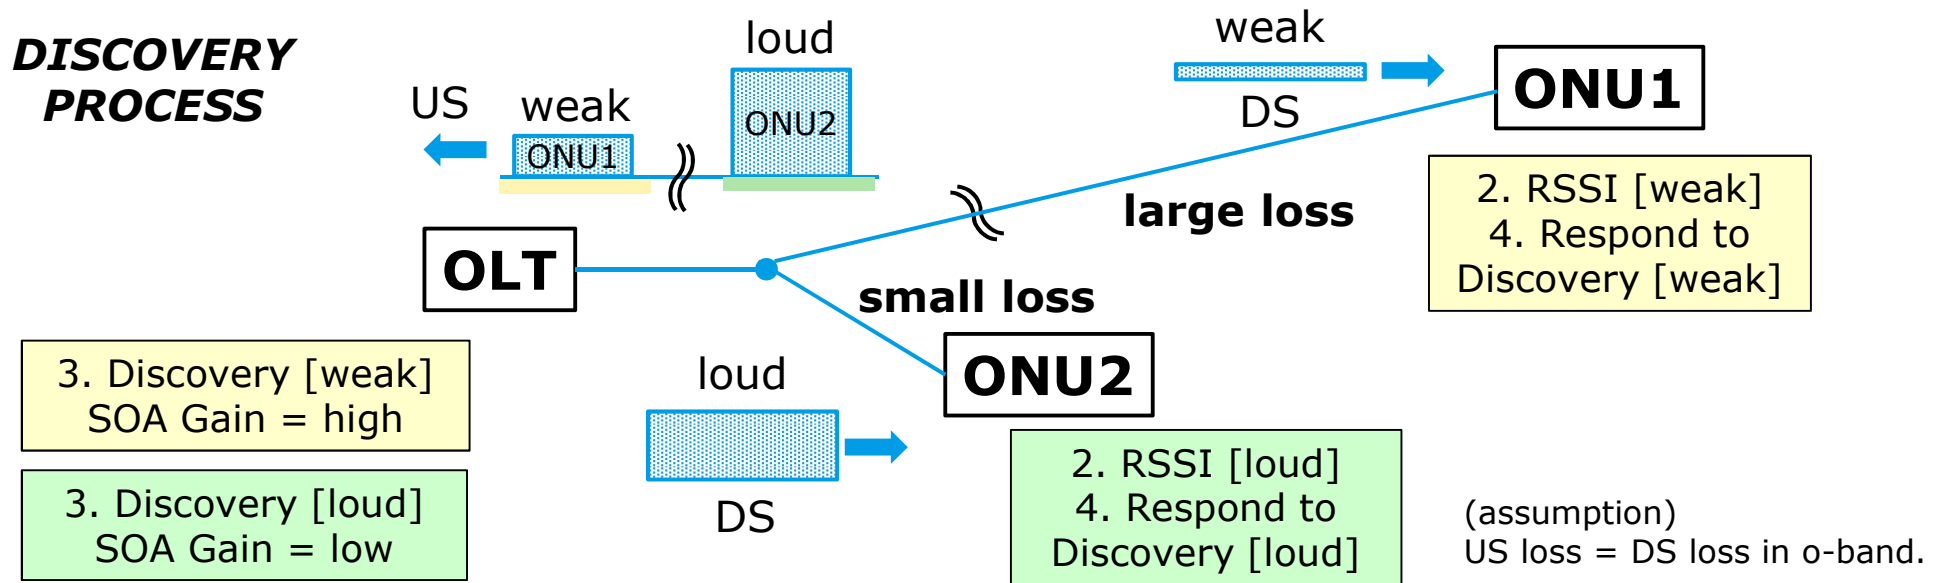 DISCOVERY
PROCESS
US
weak
ONU1
loud
ONU2
weak
DS
ONU1
large loss
2. RSSI [weak]
4. Respond to
Discovery [weak]
OLT
small loss
ONU2
3. Discovery [weak]
SOA Gain = high
3. Discovery [loud]
SOA Gain = low
loud
DS
2. RSSI [loud]
4. Respond to
Discovery [loud]
(assumption)
US loss = DS loss in o-band.